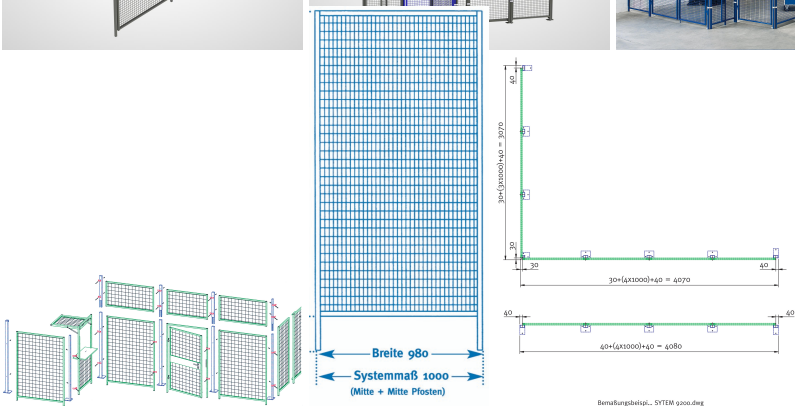 Breite 980
Systemmaß 1000
(Mitte + Mitte Pfosten)
40
30+(3x1000)+40 = 3070
30
30
40
30+(4x1000)+40 = 4070
40
40
40+(4x1000)+40 = 4080
Bemaßungsbeispi... SYTEM 9200.dwg